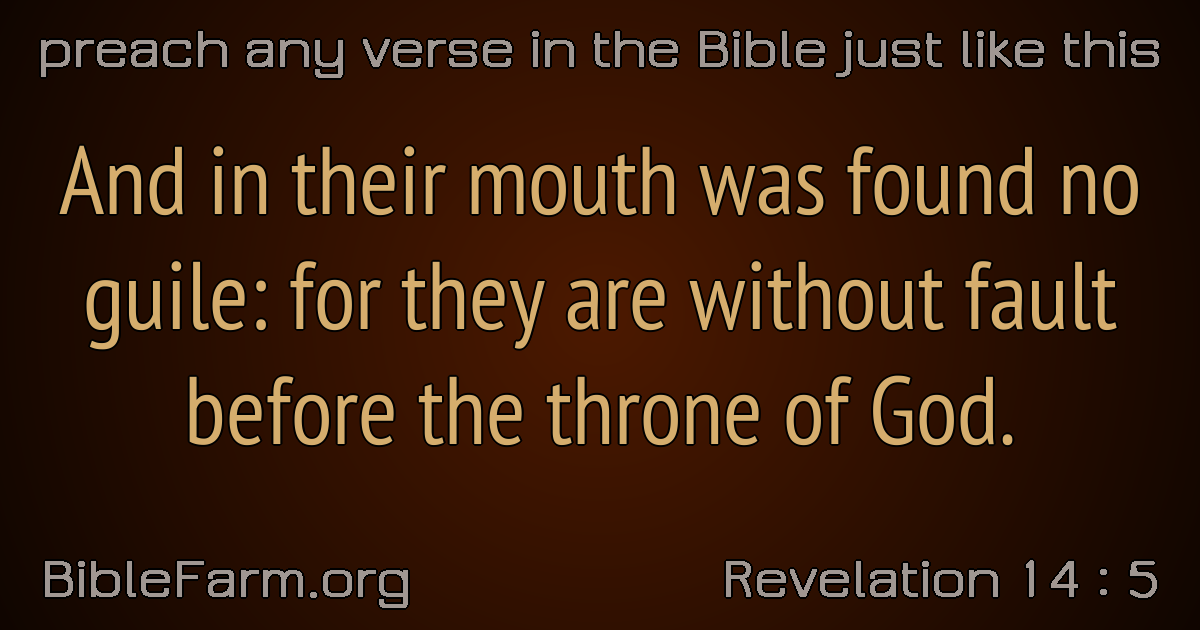 preach any verse in the Bible just like this
And in their mouth was found no
guile: for they are without fault
before the throne of God.
BibleFarm.org
Revelation 14 : 5